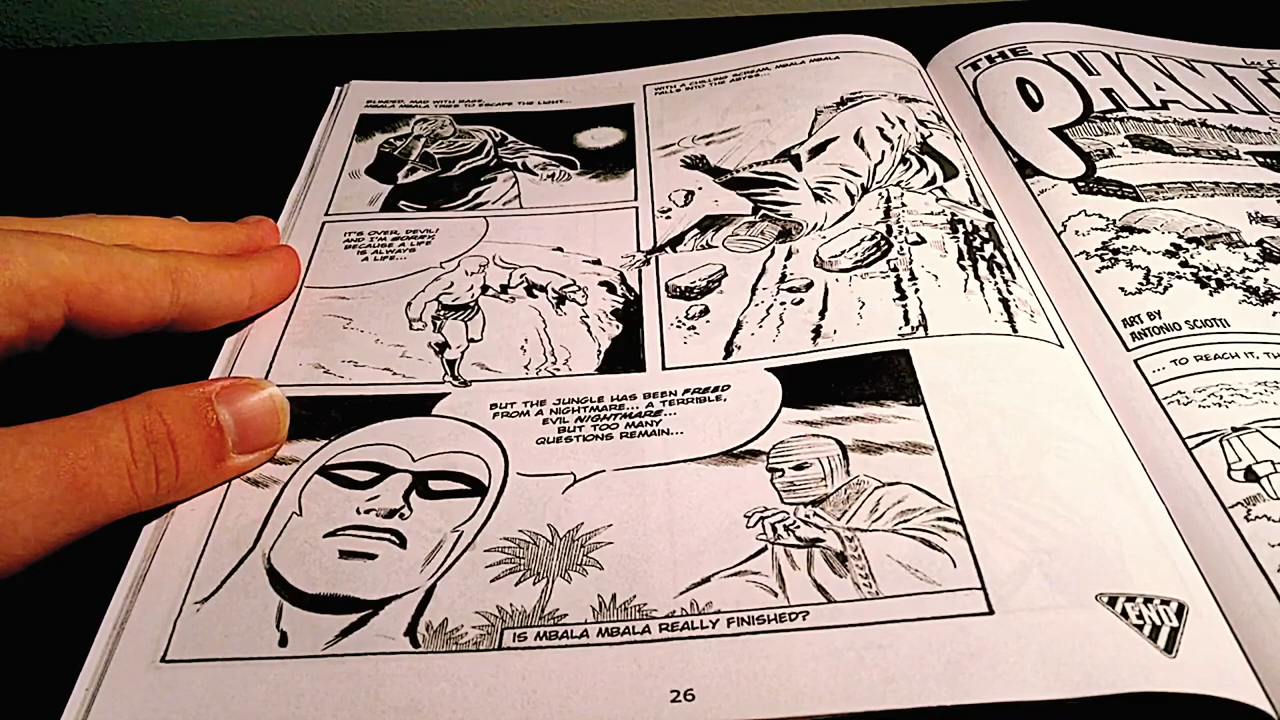 BLINDED, MAD WITH RAGE,
MBALA MBALA TRIES TO ESCAPE THE LIGHT...
WITH A CHILLING SCREAM, MBALA MBALA
FALLS INTO THE ABYSS...
IT'S OVER, DEVIL!
AND I'M SORRY,
BECAUSE A LIFE
IS ALWAYS
A LIFE...
BUT THE JUNGLE HAS BEEN FREED
FROM A NIGHTMARE... A TERRIBLE,
EVIL NIGHTMARE...
BUT TOO MANY
QUESTIONS REMAIN...
IS MBALA MBALA REALLY FINISHED?
END
26
THE
PHANT
ART BY
ANTONIO SCIOTTI
... TO REACH IT,